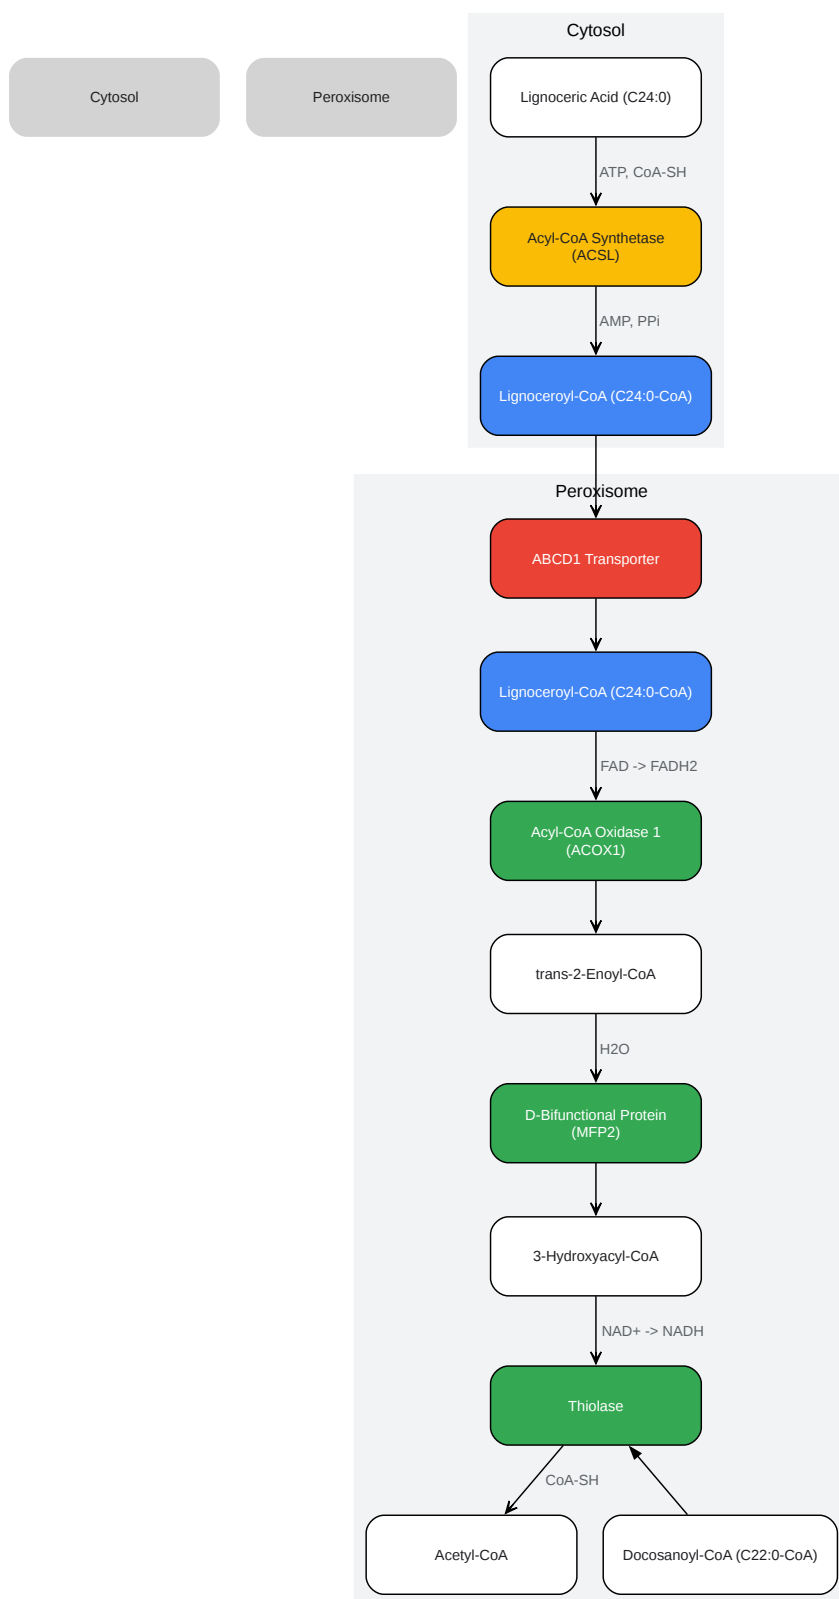 Cytosol
Cytosol
Peroxisome
Lignoceric Acid (C24:0)
ATP, CoA-SH
Acyl-CoA Synthetase
(ACSL)
AMP, PPi
Lignoceroyl-CoA (C24:0-CoA)
Peroxisome
ABCD1 Transporter
Lignoceroyl-CoA (C24:0-CoA)
FAD -> FADH2
Acyl-CoA Oxidase 1
(ACOX1)
trans-2-Enoyl-CoA
H2O
D-Bifunctional Protein
(MFP2)
3-Hydroxyacyl-CoA
NAD+ -> NADH
Thiolase
CoA-SH
Acetyl-CoA
Docosanoyl-CoA (C22:0-CoA)